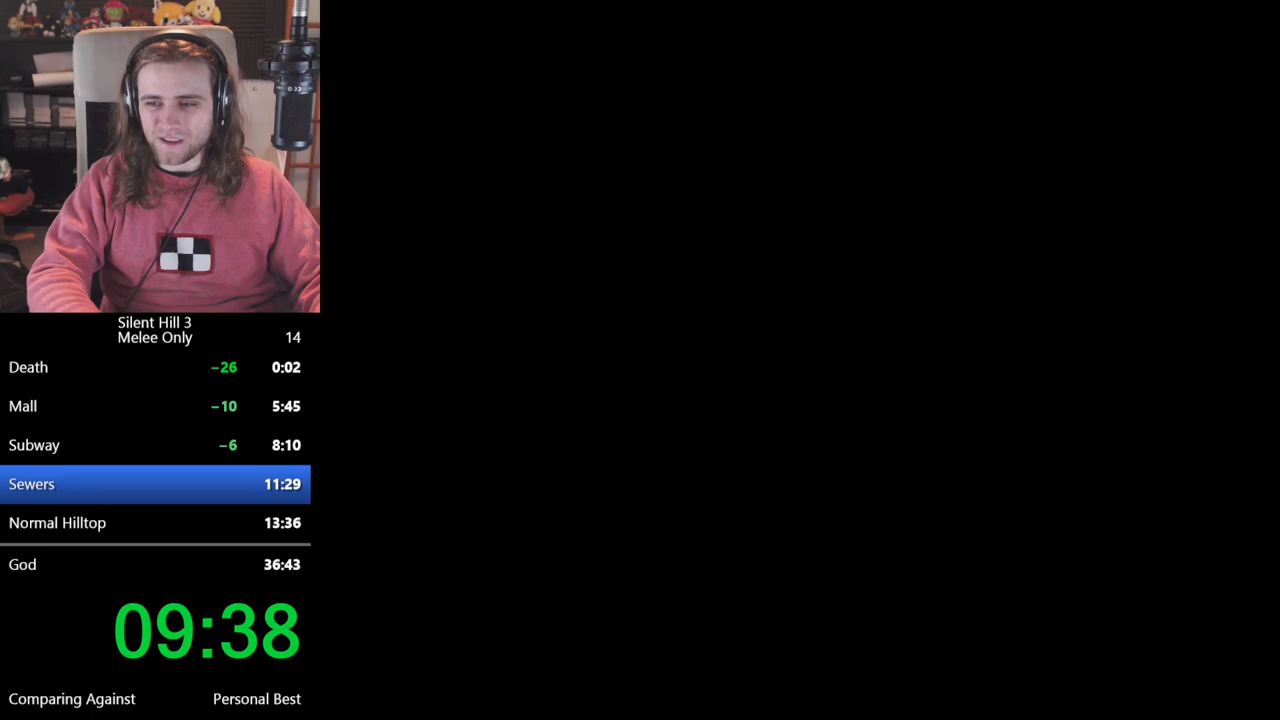 Silent Hill 3
Melee Only 14
Death −26 0:02
Mall −10 5:45
Subway −6 8:10
Sewers 11:29
Normal Hilltop 13:36
God 36:43
09:38
Comparing Against Personal Best